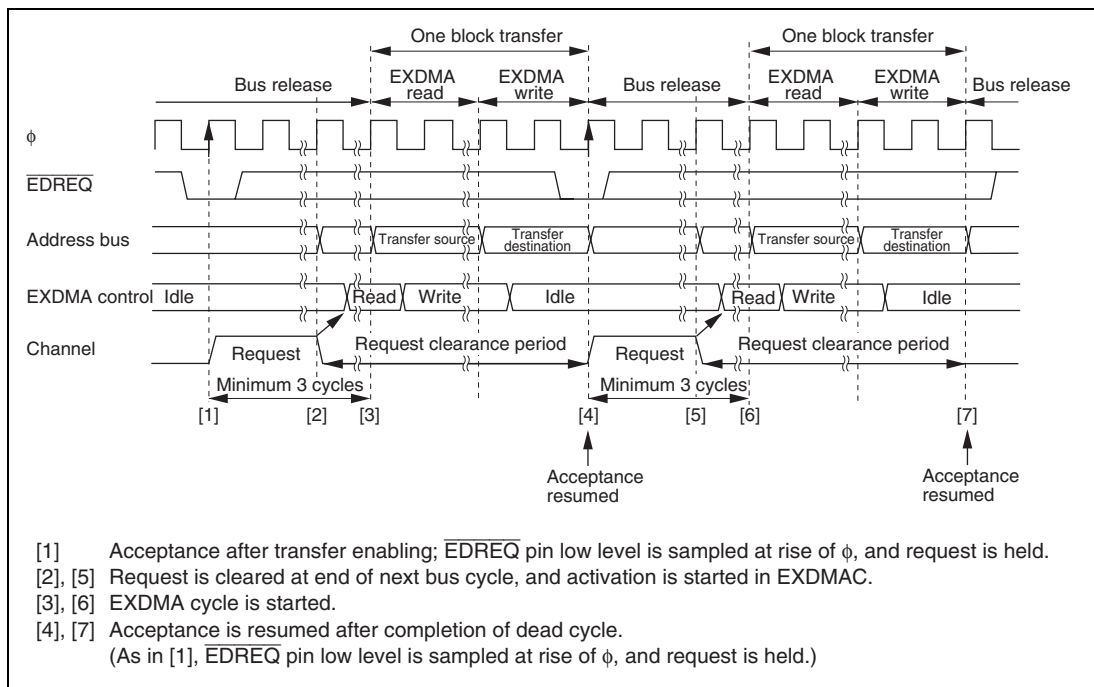 One block transfer One block transfer
Bus release EXDMA read EXDMA write Bus release EXDMA read EXDMA write Bus release
ϕ
EDREQ
Address bus Transfer source Transfer destination Transfer source Transfer destination
EXDMA control Idle Read Write Idle Read Write Idle
Channel Request Request clearance period Request Request clearance period
Minimum 3 cycles Minimum 3 cycles
[1] [2] [3] [4] [5] [6] [7]
Acceptance resumed Acceptance resumed
[1] Acceptance after transfer enabling; EDREQ pin low level is sampled at rise of ϕ, and request is held.
[2], [5] Request is cleared at end of next bus cycle, and activation is started in EXDMAC.
[3], [6] EXDMA cycle is started.
[4], [7] Acceptance is resumed after completion of dead cycle.
(As in [1], EDREQ pin low level is sampled at rise of ϕ, and request is held.)